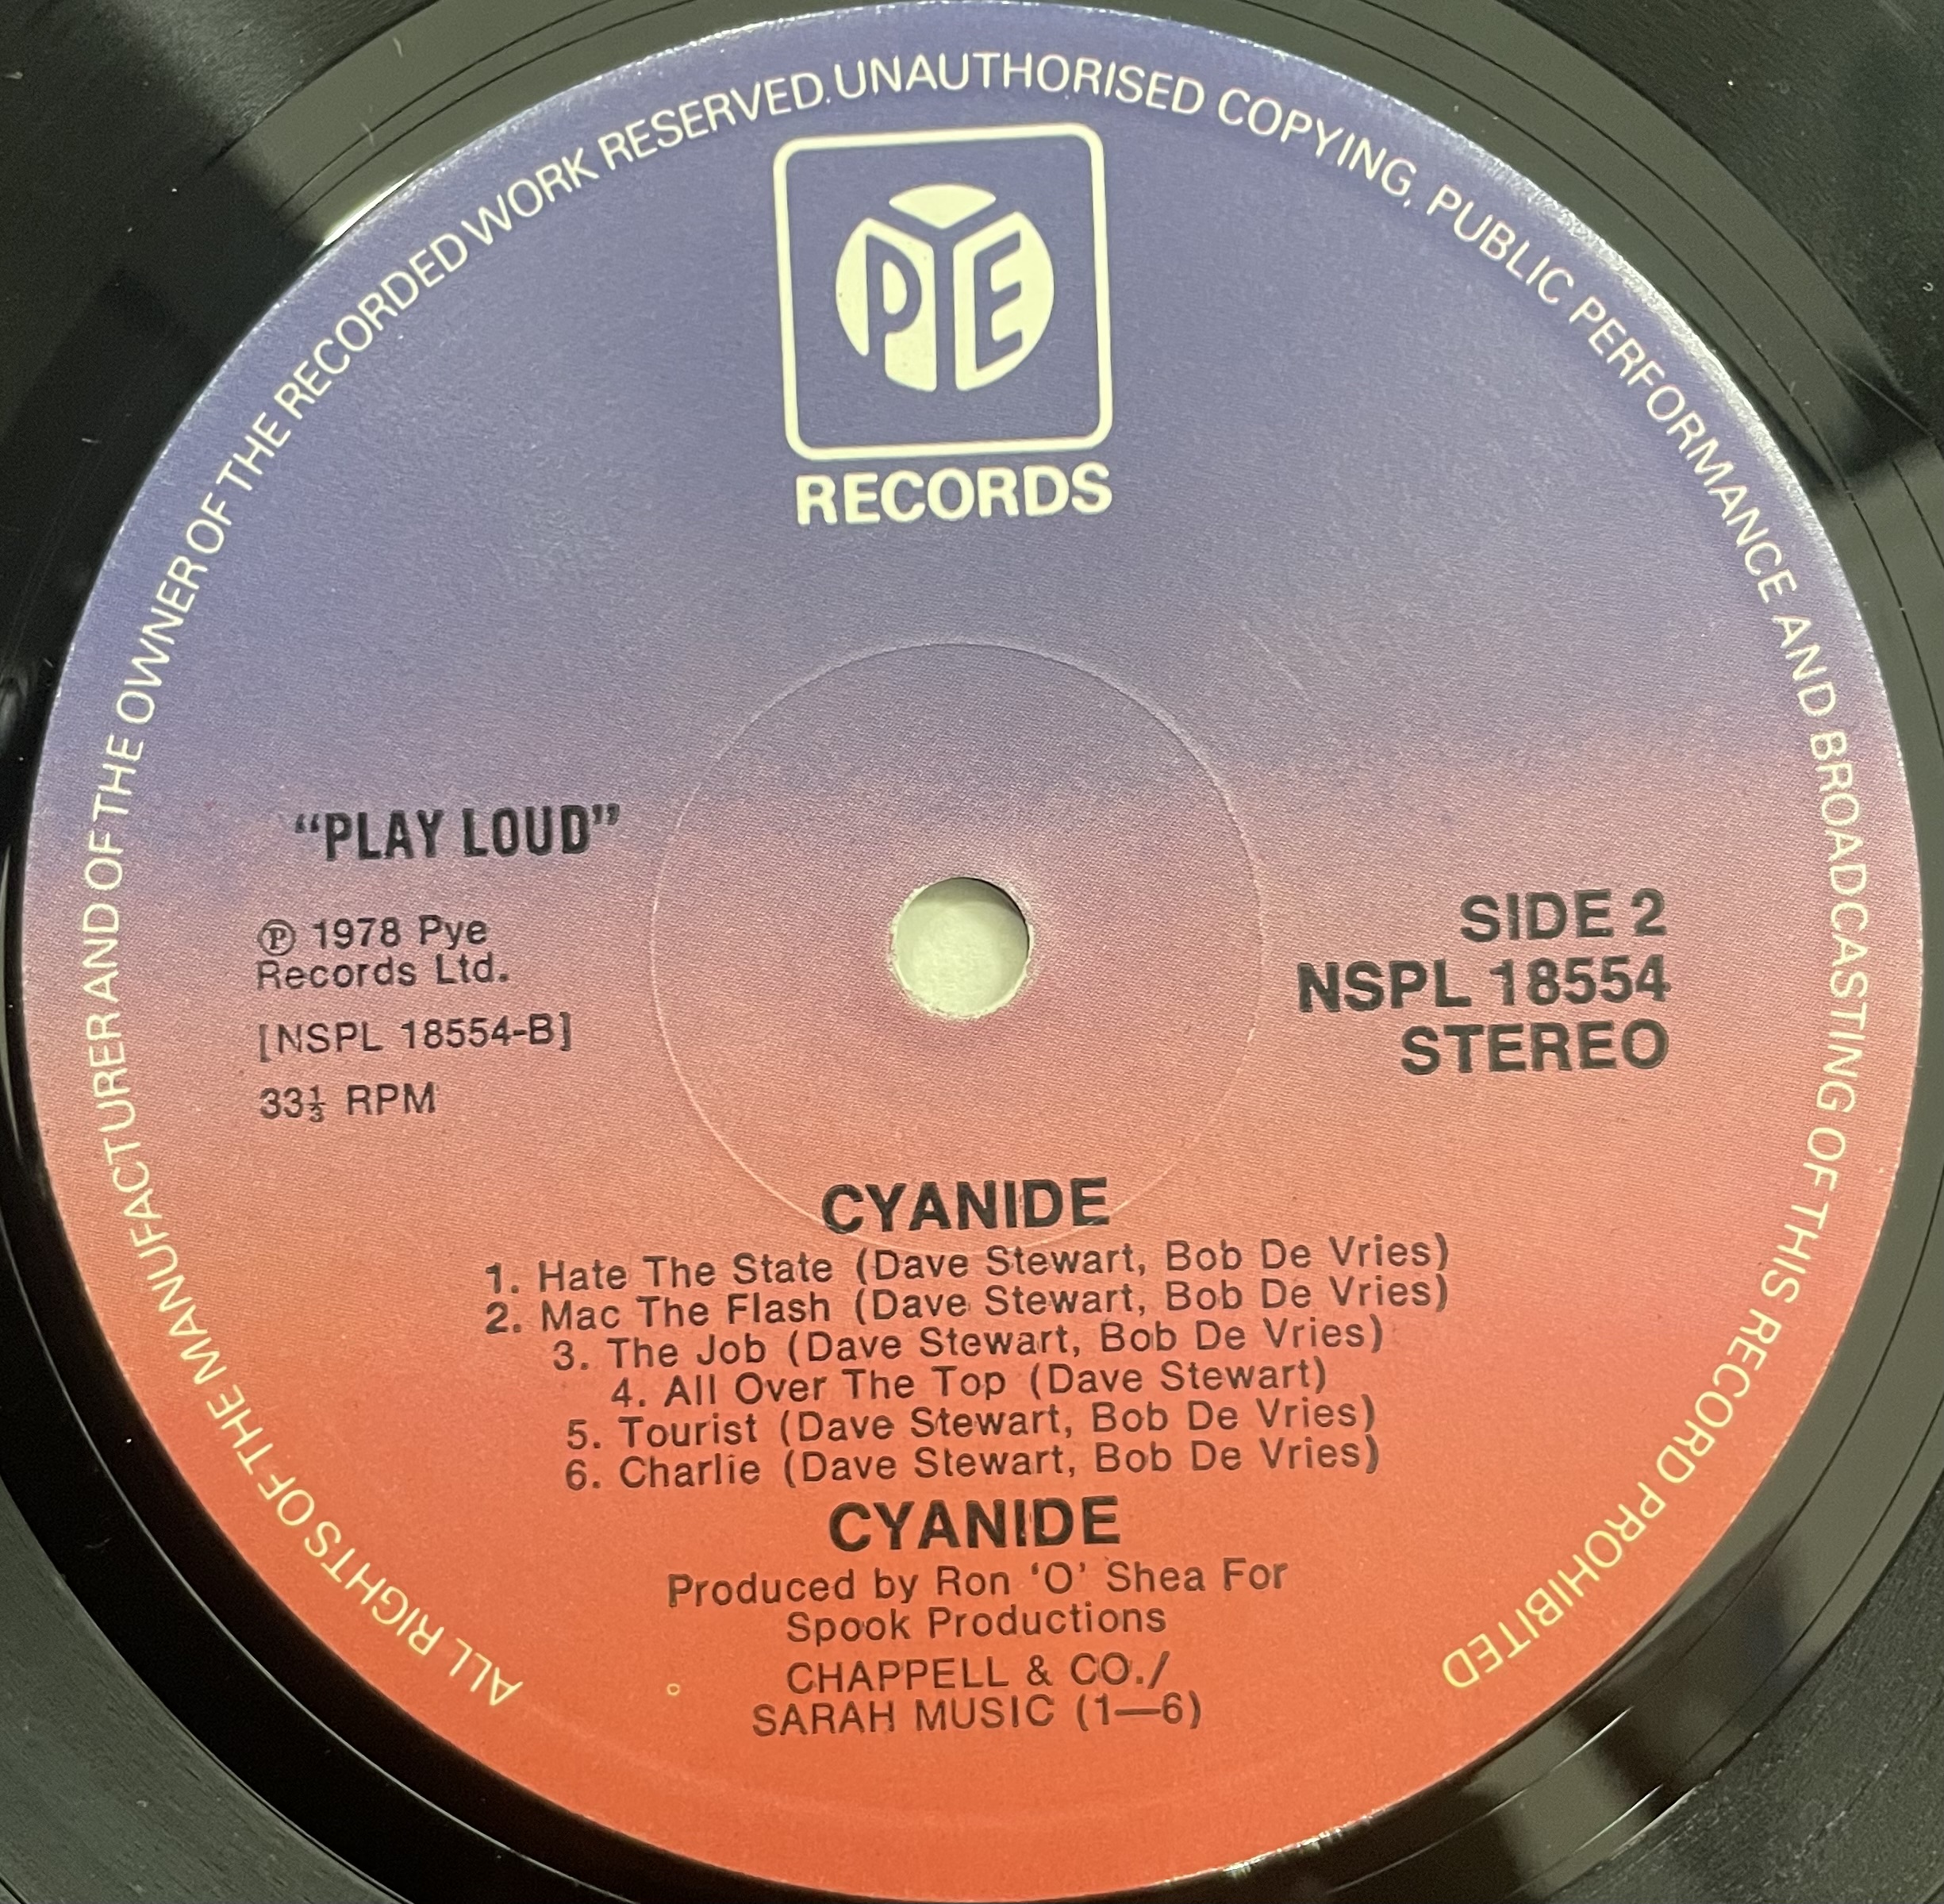 ALL RIGHTS OF THE MANUFACTURER AND OF THE OWNER OF THE RECORDED WORK RESERVED. UNAUTHORISED COPYING, PUBLIC PERFORMANCE AND BROADCASTING OF THIS RECORD PROHIBITED
PYE
RECORDS
“PLAY LOUD”
℗ 1978 Pye
Records Ltd.
[NSPL 18554-B]
33⅓ RPM
SIDE 2
NSPL 18554
STEREO
CYANIDE
1. Hate The State (Dave Stewart, Bob De Vries)
2. Mac The Flash (Dave Stewart, Bob De Vries)
3. The Job (Dave Stewart, Bob De Vries)
4. All Over The Top (Dave Stewart)
5. Tourist (Dave Stewart, Bob De Vries)
6. Charlie (Dave Stewart, Bob De Vries)
CYANIDE
Produced by Ron ‘O’ Shea For
Spook Productions
CHAPPELL & CO./
SARAH MUSIC (1—6)